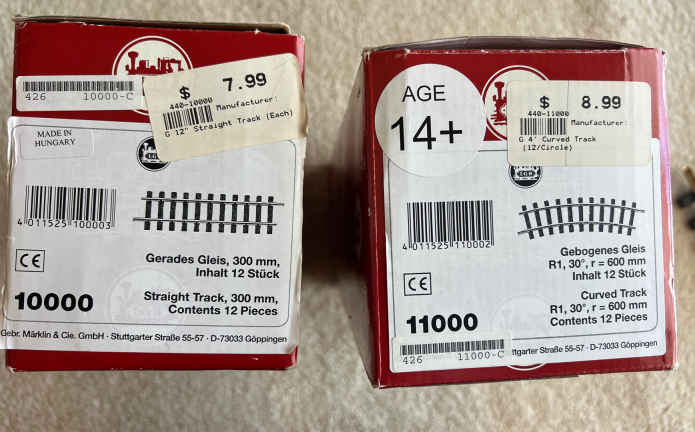 $ 7.99
440-10000
Manufacturer:
G 12" Straight Track (Each)
426 10000-C
MADE IN
HUNGARY
LGB
4 011525 100003
CE
Gerades Gleis, 300 mm,
Inhalt 12 Stück
10000
Straight Track, 300 mm,
Contents 12 Pieces
Gebr. Märklin & Cie. GmbH · Stuttgarter Straße 55-57 · D-73033 Göppingen
AGE
14+
$ 8.99
440-11000
Manufacturer:
G 4' Curved Track
(12/Circle)
LGB
4 011525 110002
CE
Gebogenes Gleis
R1, 30°, r = 600 mm
Inhalt 12 Stück
11000
Curved Track
R1, 30°, r = 600 mm
Contents 12 Pieces
426 11000-C
ttgarter Straße 55-57 · D-73033 Göppingen